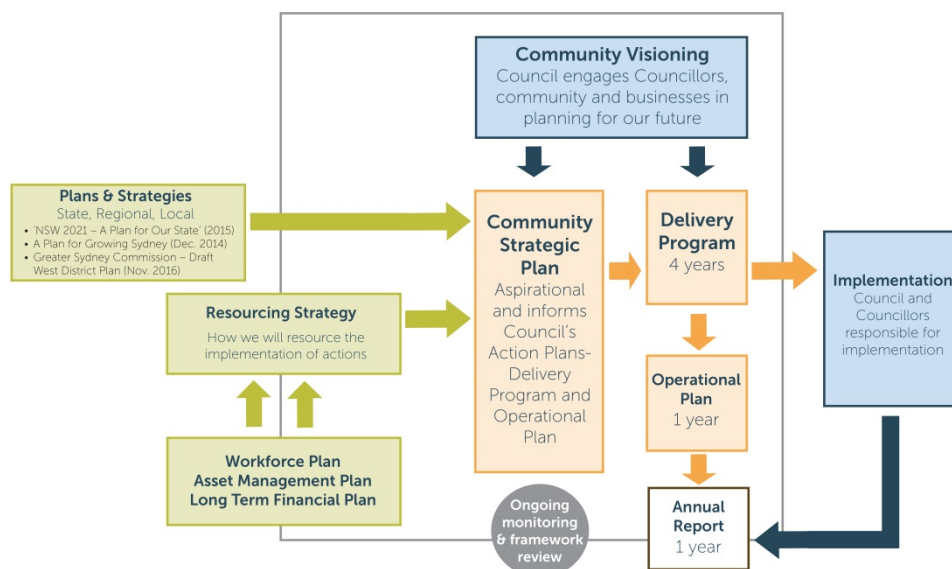 Community Visioning
Council engages Councillors,
community and businesses in
planning for our future
Plans & Strategies
State, Regional, Local
• 'NSW 2021 – A Plan for Our State' (2015)
• A Plan for Growing Sydney (Dec. 2014)
• Greater Sydney Commission – Draft
West District Plan (Nov. 2016)
Resourcing Strategy
How we will resource the
implementation of actions
Workforce Plan
Asset Management Plan
Long Term Financial Plan
Community
Strategic
Plan
Aspirational
and informs
Council's
Action Plans-
Delivery
Program and
Operational
Plan
Delivery
Program
4 years
Operational
Plan
1 year
Annual
Report
1 year
Implementation
Council and
Councillors
responsible for
implementation
Ongoing
monitoring
& framework
review